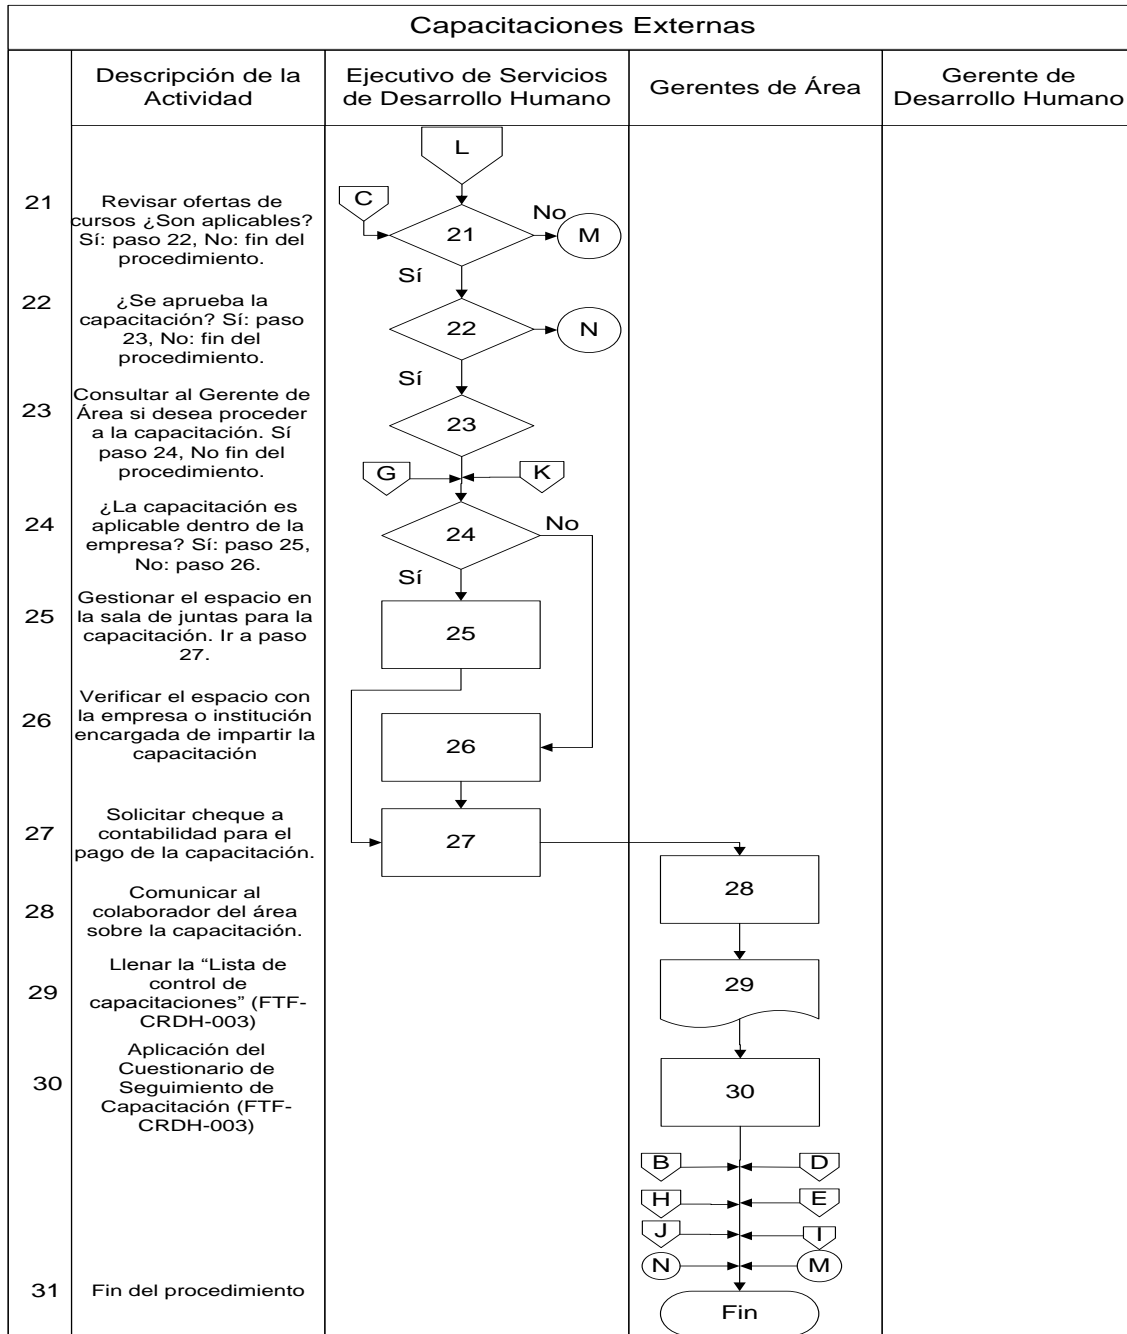 Capacitaciones Externas
Descripción de la
Actividad
Ejecutivo de Servicios
de Desarrollo Humano
Gerentes de Área
Gerente de
Desarrollo Humano
L
21
Revisar ofertas de
cursos ¿Son aplicables?
Sí: paso 22, No: fin del
procedimiento.
C
21
No
M
Sí
22
¿Se aprueba la
capacitación? Sí: paso
23, No: fin del
procedimiento.
22
N
Sí
23
Consultar al Gerente de
Área si desea proceder
a la capacitación. Sí
paso 24, No fin del
procedimiento.
23
G
K
24
¿La capacitación es
aplicable dentro de la
empresa? Sí: paso 25,
No: paso 26.
24
No
Sí
25
Gestionar el espacio en
la sala de juntas para la
capacitación. Ir a paso
27.
25
26
Verificar el espacio con
la empresa o institución
encargada de impartir la
capacitación
26
27
Solicitar cheque a
contabilidad para el
pago de la capacitación.
27
28
Comunicar al
colaborador del área
sobre la capacitación.
28
29
Llenar la “Lista de
control de
capacitaciones” (FTF-
CRDH-003)
29
30
Aplicación del
Cuestionario de
Seguimiento de
Capacitación (FTF-
CRDH-003)
30
B
D
H
E
J
I
N
M
31
Fin del procedimiento
Fin